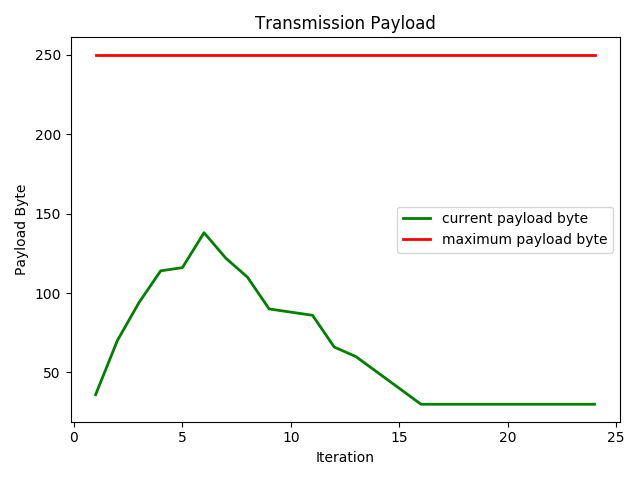 Transmission Payload
Payload Byte
250
200
150
100
50
current payload byte
maximum payload byte
0
5
10
15
20
25
Iteration